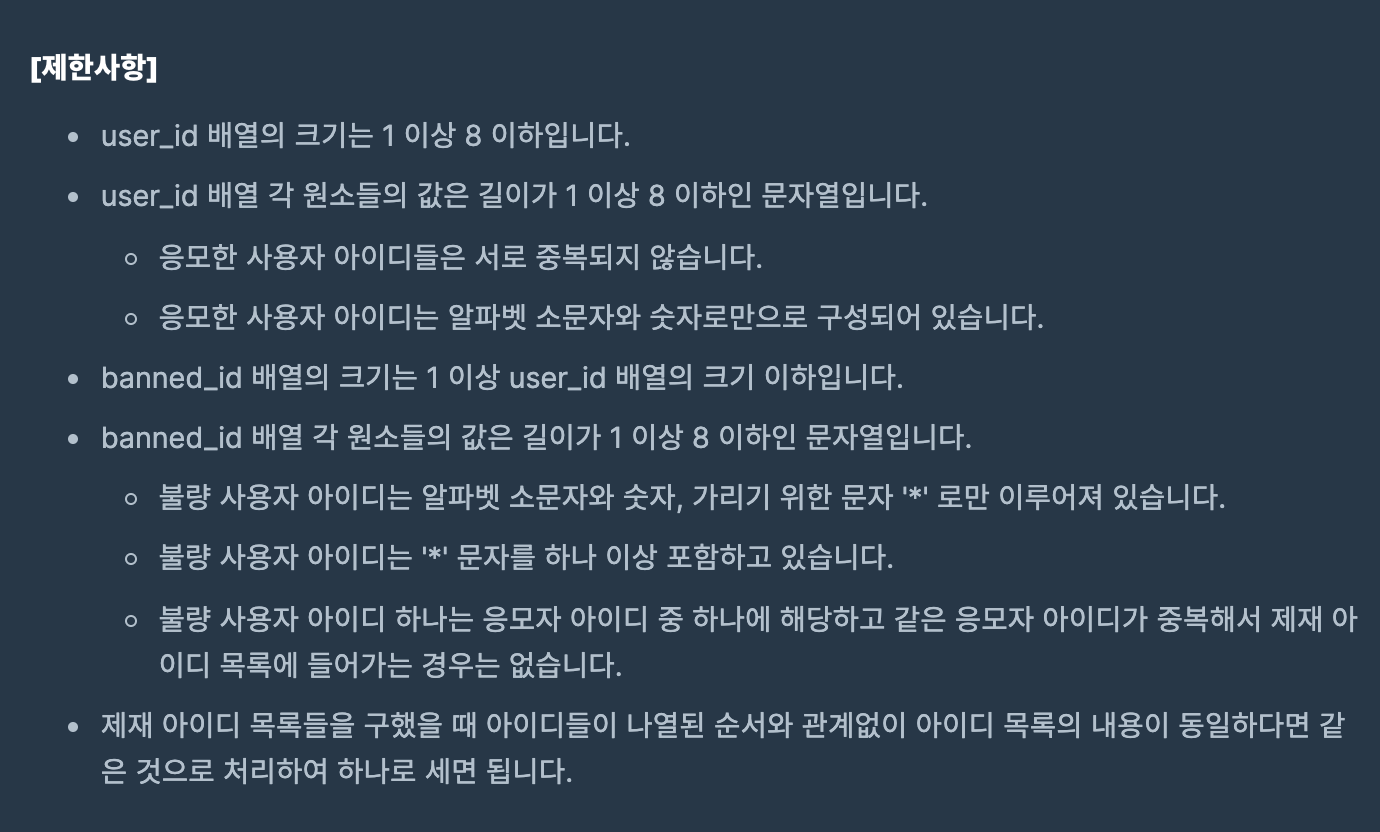 [제한사항]
user_id 배열의 크기는 1 이상 8 이하입니다.
user_id 배열 각 원소들의 값은 길이가 1 이상 8 이하인 문자열입니다.
응모한 사용자 아이디들은 서로 중복되지 않습니다.
응모한 사용자 아이디는 알파벳 소문자와 숫자로만으로 구성되어 있습니다.
banned_id 배열의 크기는 1 이상 user_id 배열의 크기 이하입니다.
banned_id 배열 각 원소들의 값은 길이가 1 이상 8 이하인 문자열입니다.
불량 사용자 아이디는 알파벳 소문자와 숫자, 가리기 위한 문자 '*' 로만 이루어져 있습니다.
불량 사용자 아이디는 '*' 문자를 하나 이상 포함하고 있습니다.
불량 사용자 아이디 하나는 응모자 아이디 중 하나에 해당하고 같은 응모자 아이디가 중복해서 제재 아
이디 목록에 들어가는 경우는 없습니다.
제재 아이디 목록들을 구했을 때 아이디들이 나열된 순서와 관계없이 아이디 목록의 내용이 동일하다면 같
은 것으로 처리하여 하나로 세면 됩니다.